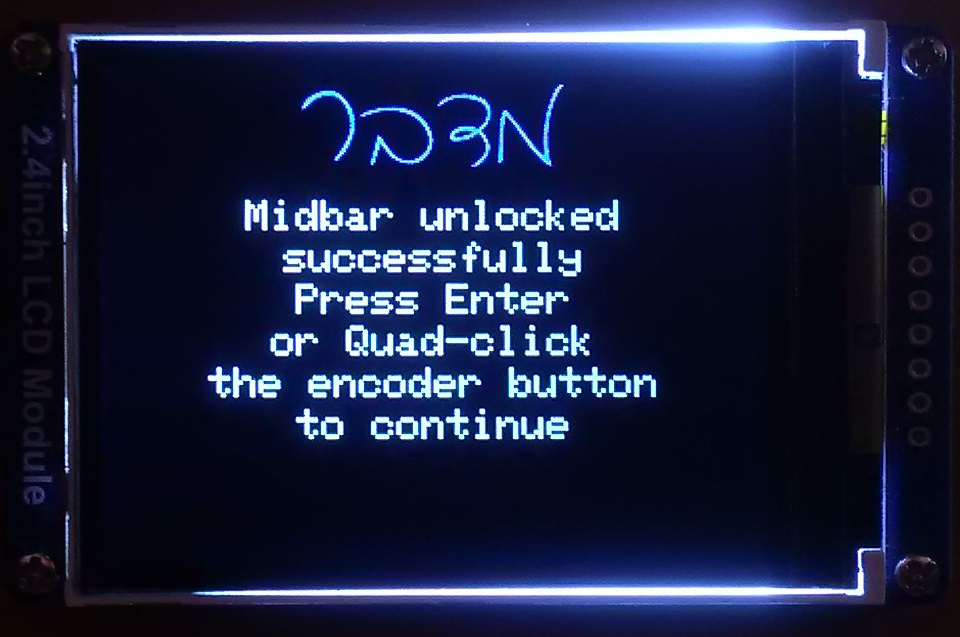 מדבר
Midbar unlocked
successfully
Press Enter
or Quad-click
the encoder button
to continue
2.4inch LCD Module